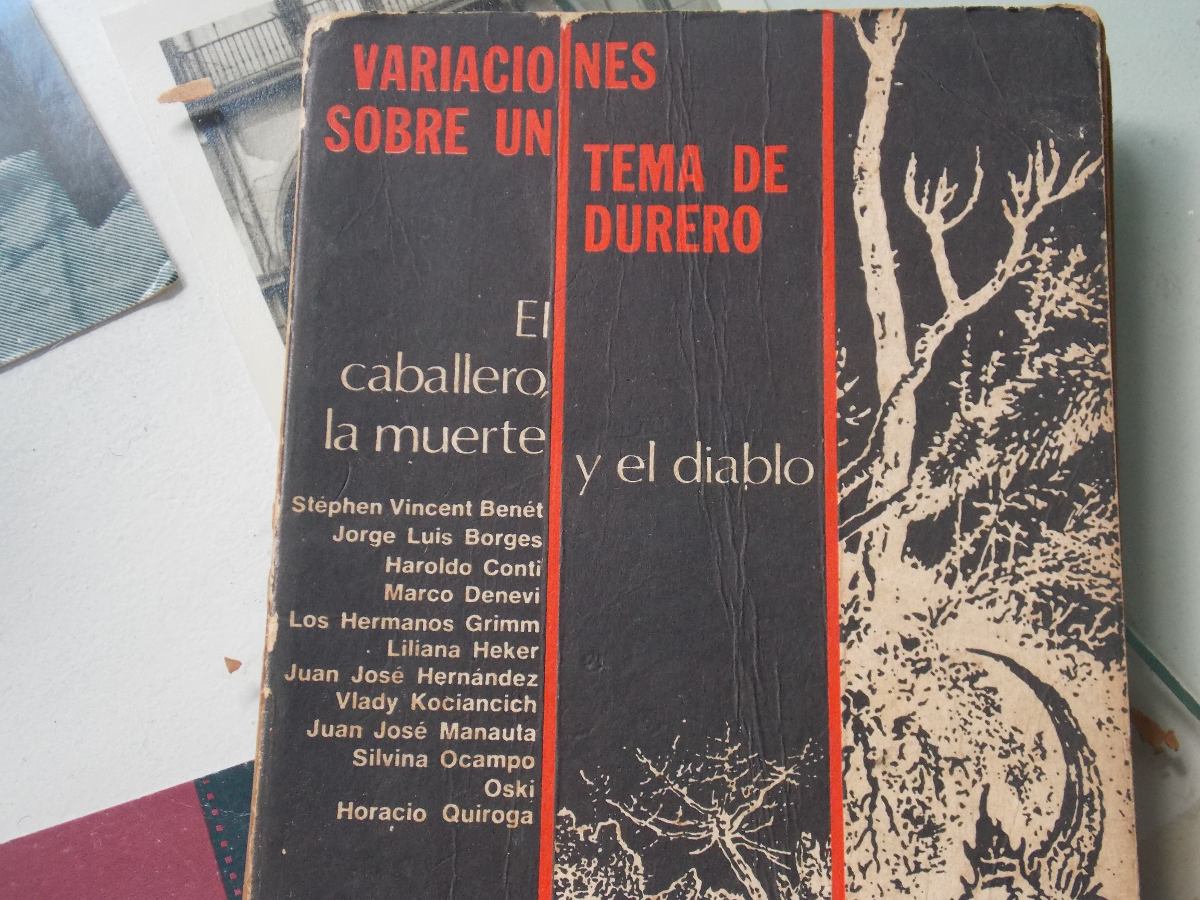 VARIACIONES
SOBRE UN
TEMA DE
DURERO
El
caballero,
la muerte
y el diablo
Stéphen Vincent Benét
Jorge Luis Borges
Haroldo Conti
Marco Denevi
Los Hermanos Grimm
Liliana Heker
Juan José Hernández
Vlady Kociancich
Juan José Manauta
Silvina Ocampo
Oski
Horacio Quiroga